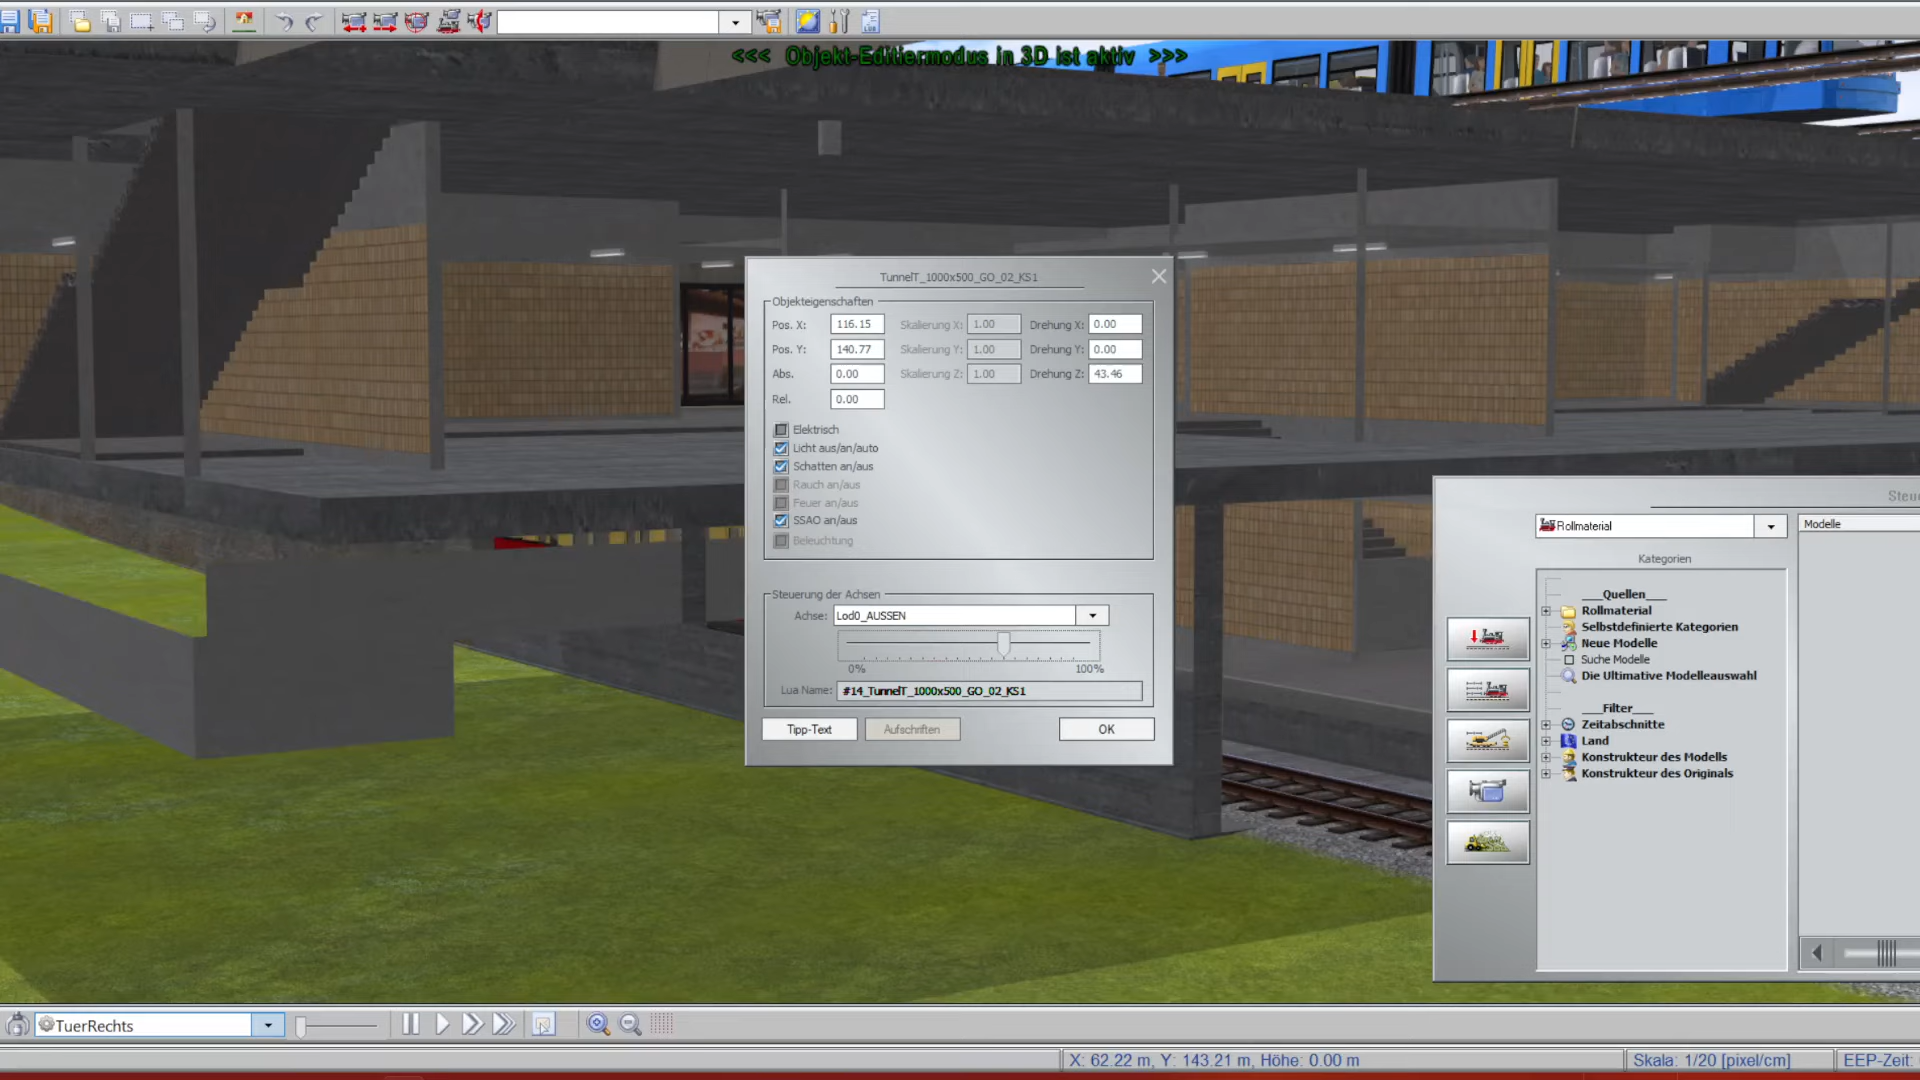 <<< Objekt-Editiermodus in 3D ist aktiv >>>
TunnelT_1000x500_GO_02_KS1
Objekteigenschaften
Pos. X: 116.15 Skalierung X: 1.00 Drehung X: 0.00
Pos. Y: 140.77 Skalierung Y: 1.00 Drehung Y: 0.00
Abs. 0.00 Skalierung Z: 1.00 Drehung Z: 43.46
Rel. 0.00
Elektrisch
Licht aus/an/auto
Schatten an/aus
Rauch an/aus
Feuer an/aus
SSAO an/aus
Beleuchtung
Steuerung der Achsen
Achse: Lod0_AUSSEN
0% 100%
Lua Name: #14_TunnelT_1000x500_GO_02_KS1
Tipp-Text Aufschriften OK
Steue
Rollmaterial
Modelle
Kategorien
___Quellen___
Rollmaterial
Selbstdefinierte Kategorien
Neue Modelle
Suche Modelle
Die Ultimative Modelleauswahl
___Filter___
Zeitabschnitte
Land
Konstrukteur des Modells
Konstrukteur des Originals
TuerRechts
X: 62.22 m, Y: 143.21 m, Höhe: 0.00 m
Skala: 1/20 [pixel/cm]
EEP-Zeit: